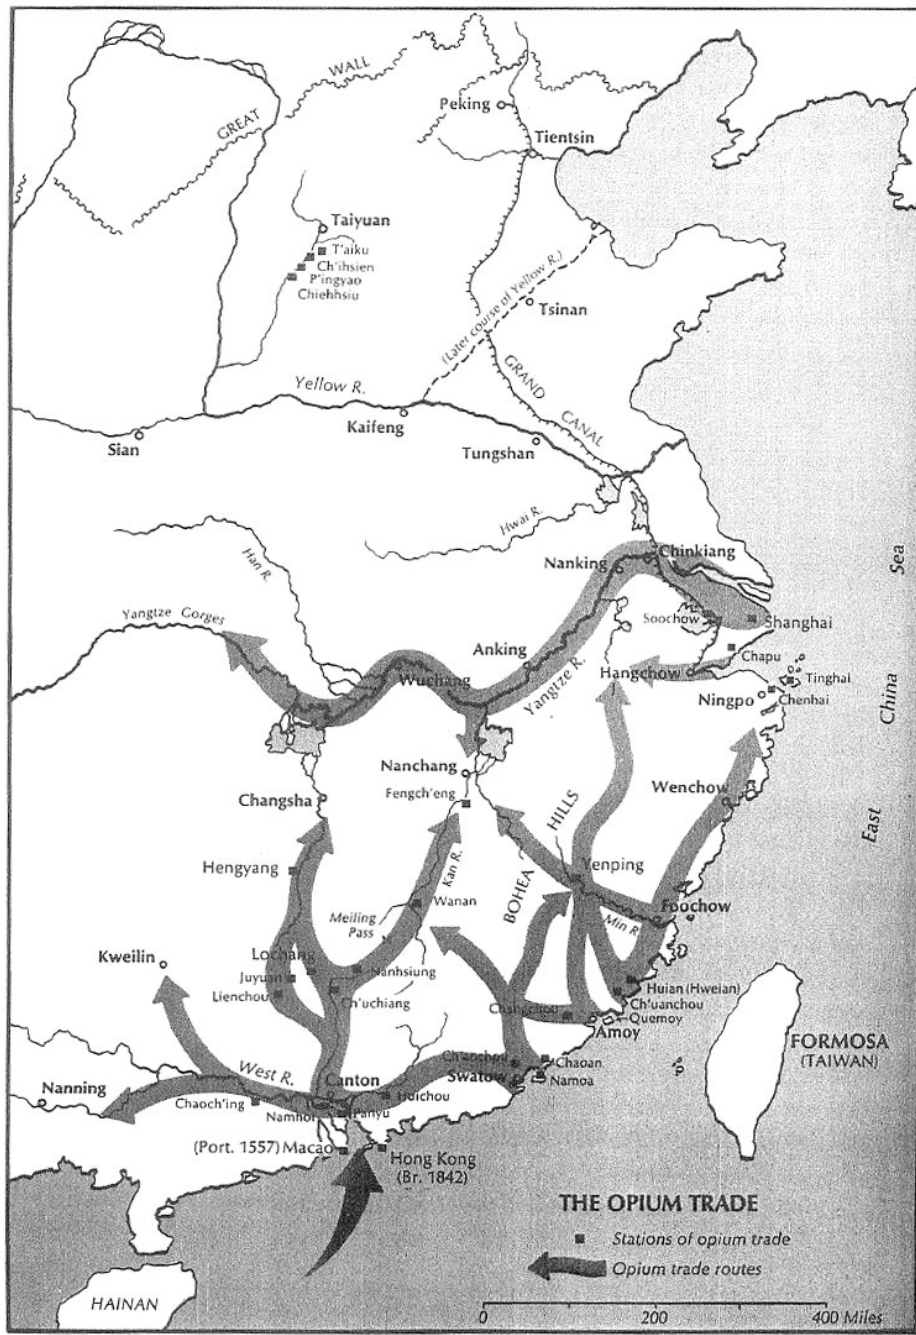 GREAT
WALL
Peking
Tientsin
Taiyuan
T'aiku
Ch'ihsien
P'ingyao
Chiehhsiu
(Later course of Yellow R.)
Tsinan
GRAND
CANAL
Yellow R.
Kaifeng
Sian
Tungshan
Hwai R.
Han R.
Nanking
Chinkiang
Yangtze Gorges
Soochow
Shanghai
Anking
Chapu
Hangchow
Tinghai
Wuchang
Yangtze R.
Ningpo
Chenhai
East
China
Sea
Nanchang
Fengch'eng
Changsha
Wenchow
HILLS
Hengyang
Kan R.
Yenping
BOHEA
Wanan
Meiling
Pass
Min R
Foochow
Kweilin
Lochang
Juyuan
Nanhsiung
Lienchou
Ch'uchiang
Huian (Hweian)
Ch'uanchou
Quemoy
Amoy
FORMOSA
(TAIWAN)
Chaoan
Swatow
Namoa
West R.
Canton
Nanning
Chaoch'ing
Huichou
Namhoi
Panyu
(Port. 1557) Macao
Hong Kong
(Br. 1842)
THE OPIUM TRADE
Stations of opium trade
Opium trade routes
HAINAN
0 200 400 Miles